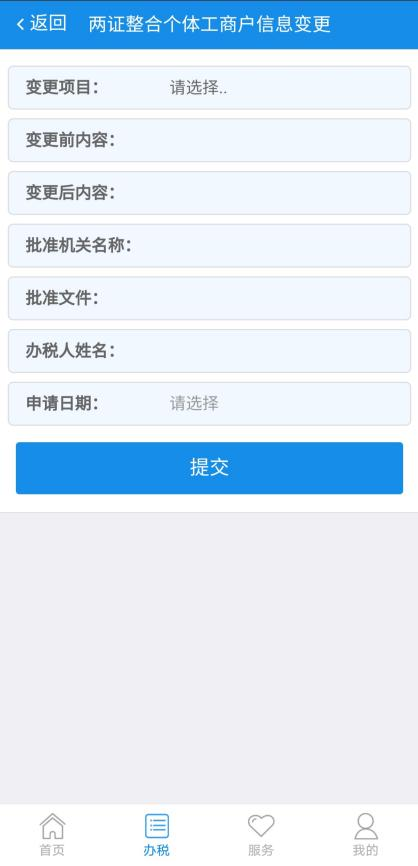 返回 两证整合个体工商户信息变更
变更项目： 请选择..
变更前内容：
变更后内容：
批准机关名称：
批准文件：
办税人姓名：
申请日期： 请选择
提交
首页 办税 服务 我的